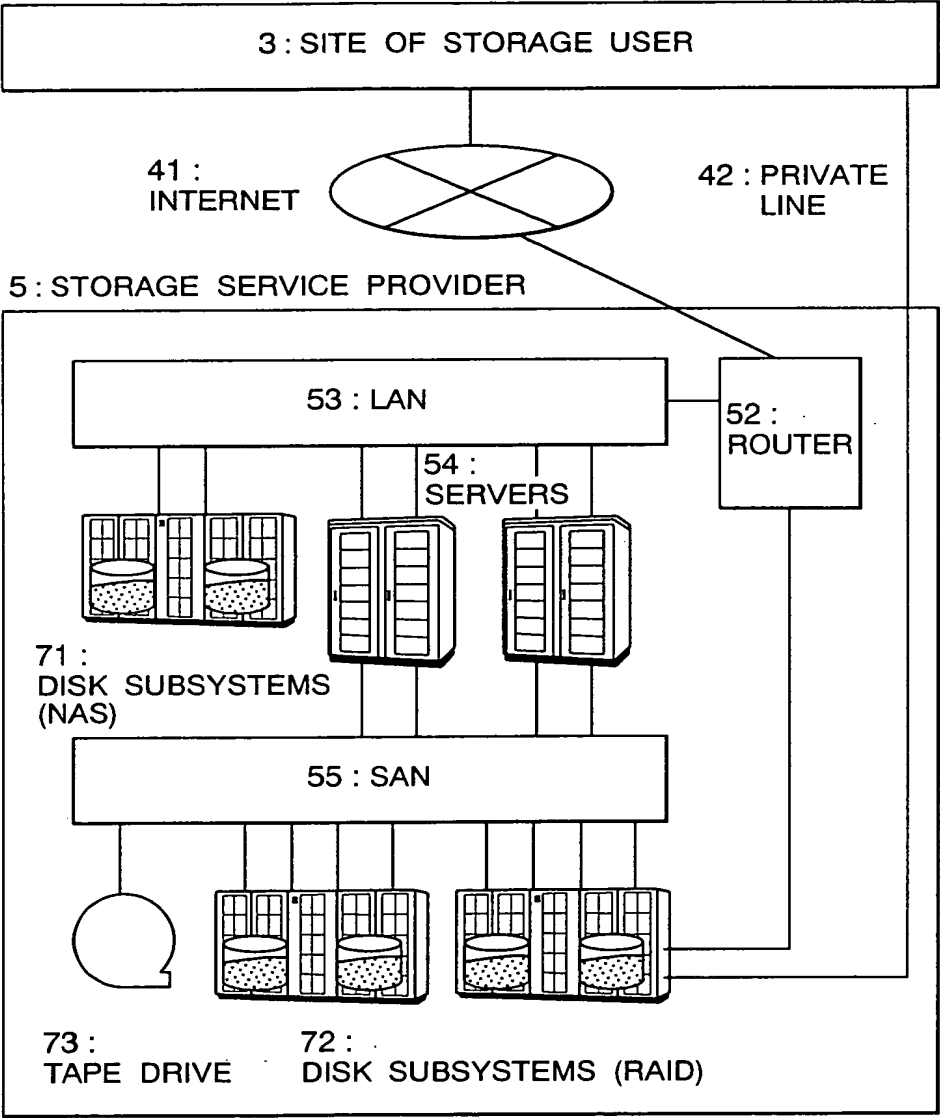 3 : SITE OF STORAGE USER
41 :
INTERNET
42 : PRIVATE
LINE
5 : STORAGE SERVICE PROVIDER
53 : LAN
52 :
ROUTER
54 :
SERVERS
71 :
DISK SUBSYSTEMS
(NAS)
55 : SAN
73 :
TAPE DRIVE
72 :
DISK SUBSYSTEMS (RAID)